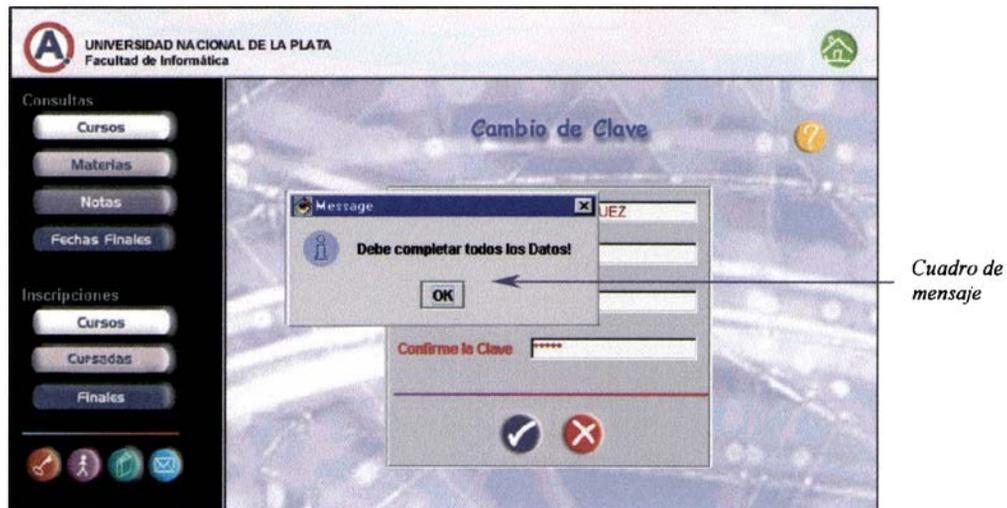 UNIVERSIDAD NACIONAL DE LA PLATA
Facultad de Informática
Consultas
Cursos
Materias
Notas
Fechas Finales
Inscripciones
Cursos
Cursadas
Finales
Cambio de Clave
?
Message
UEZ
Debe completar todos los Datos!
OK
Confirme la Clave *****
Cuadro de
mensaje